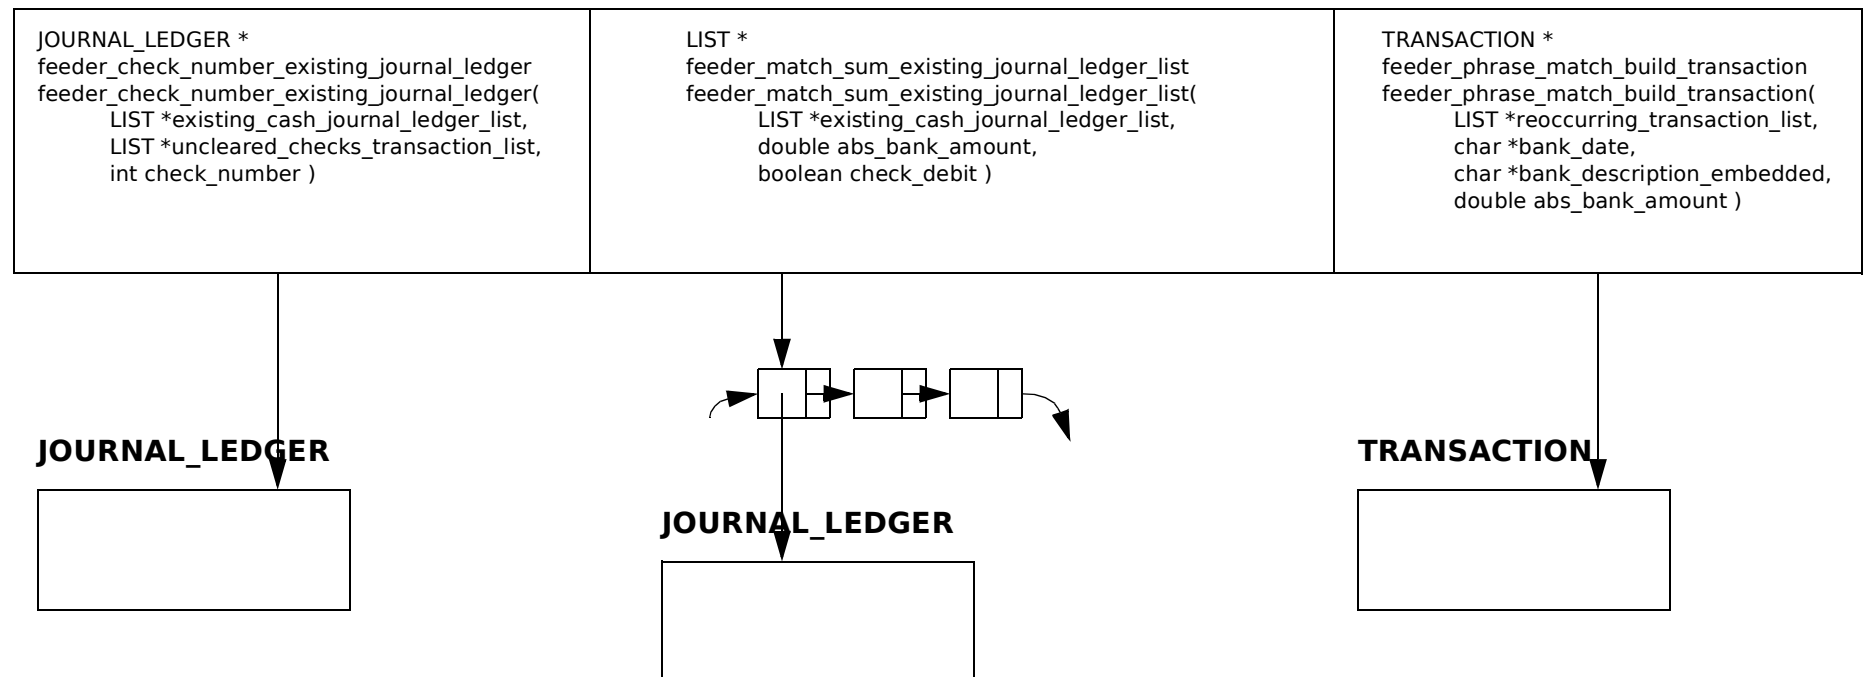 JOURNAL_LEDGER *
feeder_check_number_existing_journal_ledger
feeder_check_number_existing_journal_ledger(
LIST *existing_cash_journal_ledger_list,
LIST *uncleared_checks_transaction_list,
int check_number )
LIST *
feeder_match_sum_existing_journal_ledger_list
feeder_match_sum_existing_journal_ledger_list(
LIST *existing_cash_journal_ledger_list,
double abs_bank_amount,
boolean check_debit )
TRANSACTION *
feeder_phrase_match_build_transaction
feeder_phrase_match_build_transaction(
LIST *reoccurring_transaction_list,
char *bank_date,
char *bank_description_embedded,
double abs_bank_amount )
JOURNAL_LEDGER
JOURNAL_LEDGER
TRANSACTION